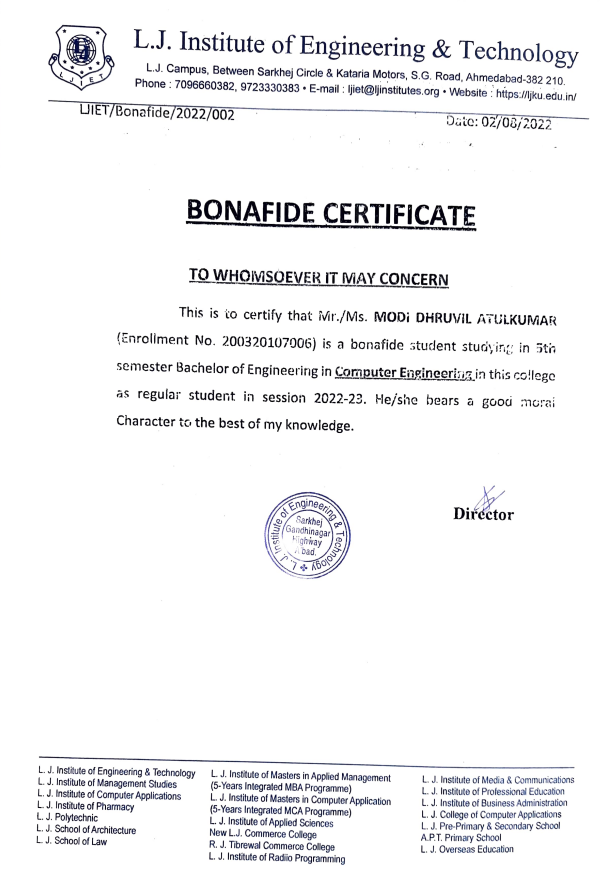 LJIET
L.J. Institute of Engineering & Technology
L.J. Campus, Between Sarkhej Circle & Kataria Motors, S.G. Road, Ahmedabad-382 210.
Phone : 7096660382, 9723330383 • E-mail : ljiet@ljinstitutes.org • Website : https://ljku.edu.in/
LJIET/Bonafide/2022/002
Date: 02/08/2022
BONAFIDE CERTIFICATE
TO WHOMSOEVER IT MAY CONCERN
This is to certify that Mr./Ms. MODI DHRUVIL ATULKUMAR
(Enrollment No. 200320107006) is a bonafide student studying in 5th
semester Bachelor of Engineering in Computer Engineering in this college
as regular student in session 2022-23. He/she bears a good moral
Character to the best of my knowledge.
L. J. Institute of Engineering & Technology
Sarkhej
Gandhinagar
Highway
A'bad.
Director
L. J. Institute of Engineering & Technology
L. J. Institute of Management Studies
L. J. Institute of Computer Applications
L. J. Institute of Pharmacy
L. J. Polytechnic
L. J. School of Architecture
L. J. School of Law
L. J. Institute of Masters in Applied Management
(5-Years Integrated MBA Programme)
L. J. Institute of Masters in Computer Application
(5-Years Integrated MCA Programme)
L. J. Institute of Applied Sciences
New L.J. Commerce College
R. J. Tibrewal Commerce College
L. J. Institute of Radiio Programming
L. J. Institute of Media & Communications
L. J. Institute of Professional Education
L. J. Institute of Business Administration
L. J. College of Computer Applications
L. J. Pre-Primary & Secondary School
A.P.T. Primary School
L. J. Overseas Education